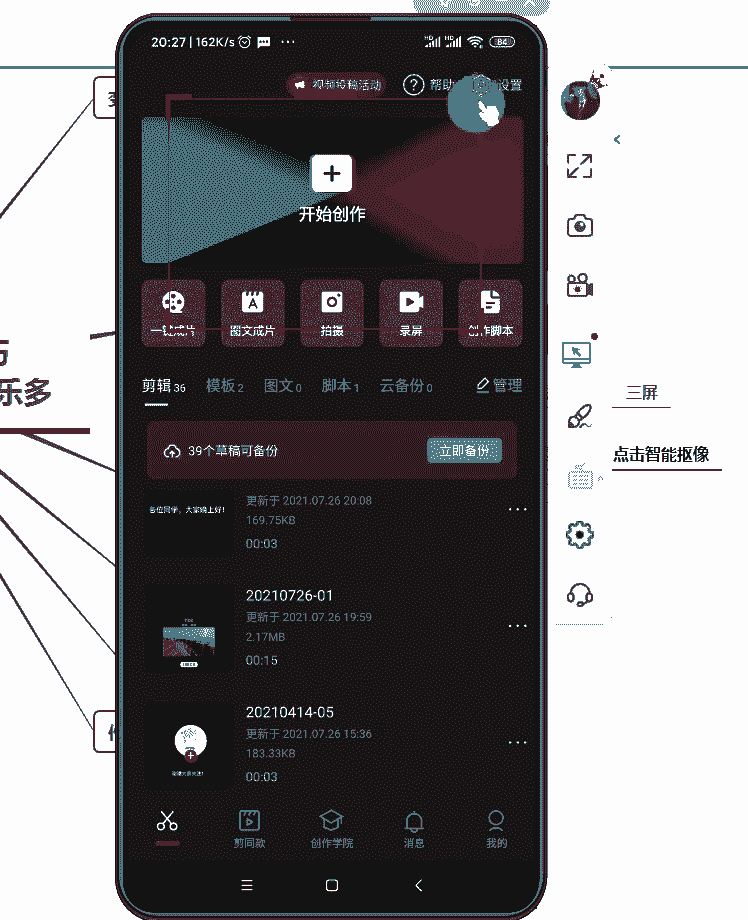 20:27 | 162K/s
84
视频投稿活动
帮助
设置
开始创作
一键成片
图文成片
拍摄
录屏
创作脚本
剪辑 36
模板 2
图文 0
脚本 1
云备份 0
管理
39个草稿可备份
立即备份
各位同学，大家晚上好！
更新于 2021.07.26 20:08
169.75KB
00:03
20210726-01
更新于 2021.07.26 19:59
2.17MB
00:15
20210414-05
更新于 2021.07.26 15:36
183.33KB
00:03
剪同款
创作学院
消息
我的
乐多
三屏
点击智能抠像